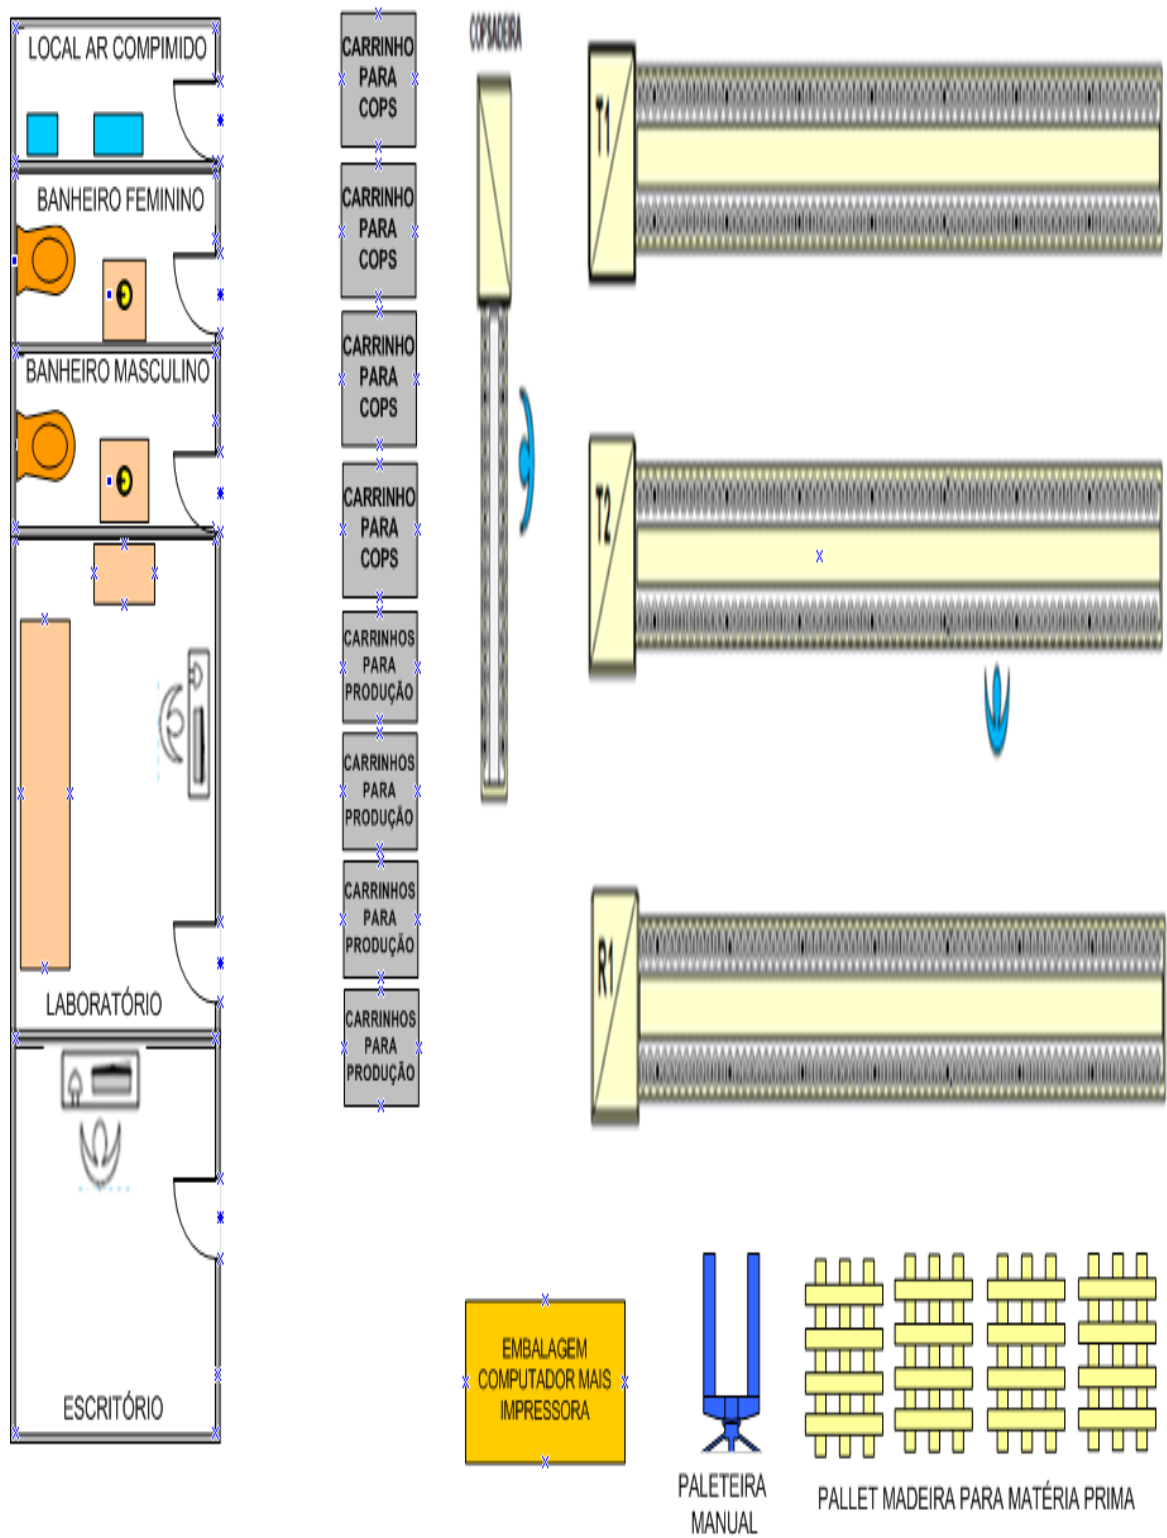 LOCAL AR COMPIMIDO
BANHEIRO FEMININO
BANHEIRO MASCULINO
LABORATÓRIO
ESCRITÓRIO
CARRINHO
PARA
COPS
CARRINHO
PARA
COPS
CARRINHO
PARA
COPS
CARRINHO
PARA
COPS
CARRINHOS
PARA
PRODUÇÃO
CARRINHOS
PARA
PRODUÇÃO
CARRINHOS
PARA
PRODUÇÃO
CARRINHOS
PARA
PRODUÇÃO
COPSADEIRA
T1
T2
R1
EMBALAGEM
COMPUTADOR MAIS
IMPRESSORA
PALETEIRA
MANUAL
PALLET MADEIRA PARA MATÉRIA PRIMA